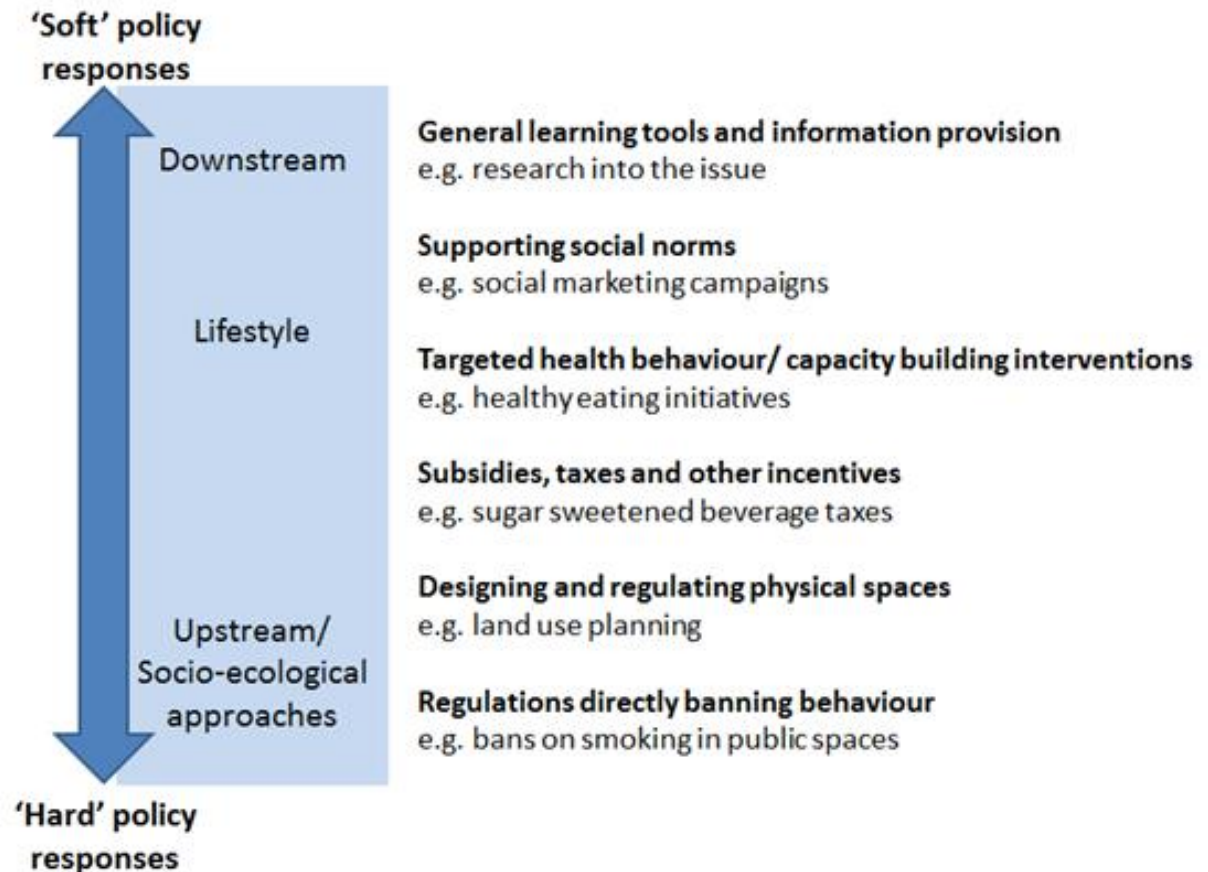 ‘Soft’ policy
responses
Downstream
General learning tools and information provision
e.g. research into the issue
Supporting social norms
e.g. social marketing campaigns
Lifestyle
Targeted health behaviour/ capacity building interventions
e.g. healthy eating initiatives
Subsidies, taxes and other incentives
e.g. sugar sweetened beverage taxes
Designing and regulating physical spaces
e.g. land use planning
Upstream/
Socio-ecological
approaches
Regulations directly banning behaviour
e.g. bans on smoking in public spaces
‘Hard’ policy
responses